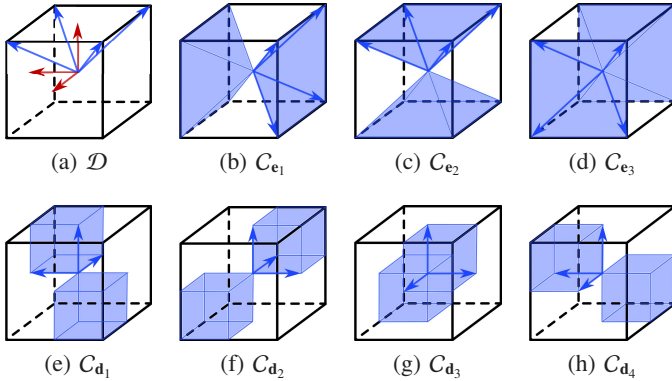 (a) 𝒟 (b) 𝒞𝐞₁ (c) 𝒞𝐞₂ (d) 𝒞𝐞₃
(e) 𝒞𝐝₁ (f) 𝒞𝐝₂ (g) 𝒞𝐝₃ (h) 𝒞𝐝₄